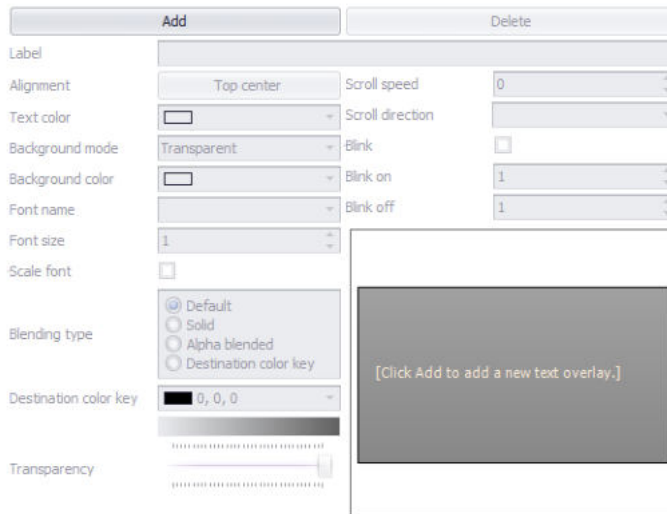 Add Delete
Label
Alignment Top center Scroll speed 0
Text color Scroll direction
Background mode Transparent Blink
Background color Blink on 1
Font name Blink off 1
Font size 1
Scale font
Default
Solid
Blending type
Alpha blended
Destination color key
[Click Add to add a new text overlay.]
Destination color key 0, 0, 0
Transparency